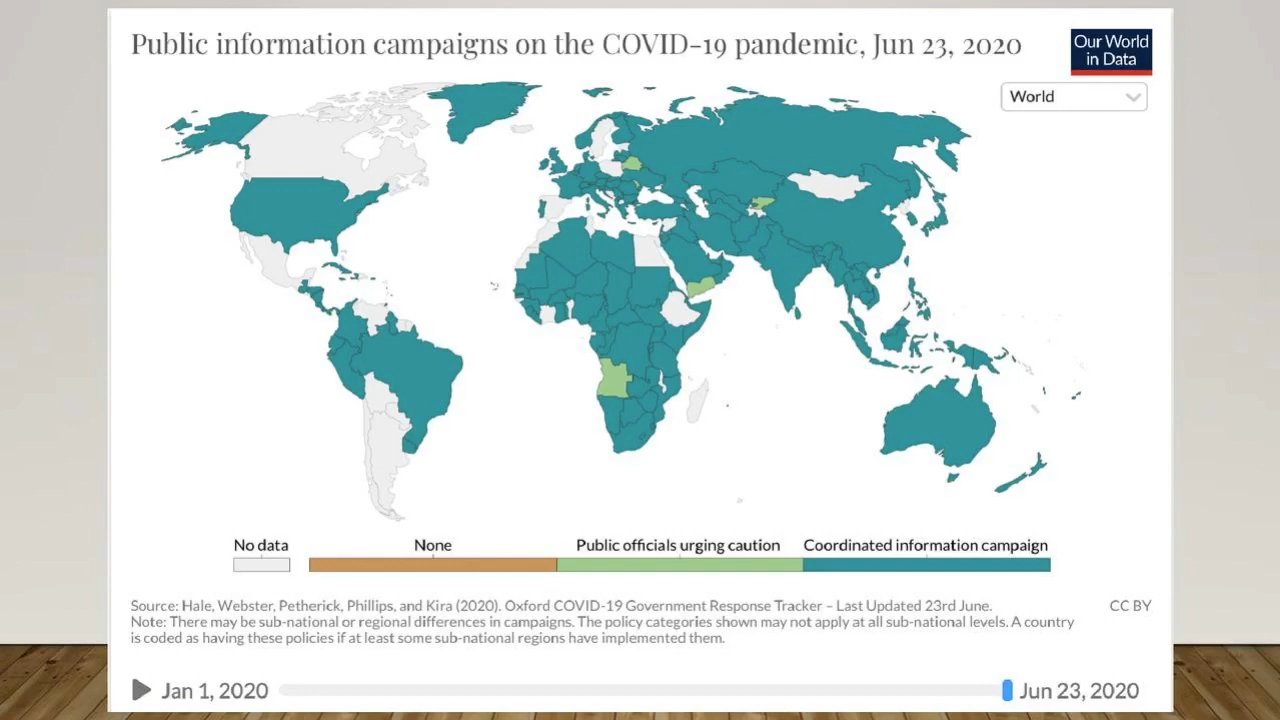 Public information campaigns on the COVID-19 pandemic, Jun 23, 2020
Our World
in Data
World
No data
None
Public officials urging caution
Coordinated information campaign
Source: Hale, Webster, Petherick, Phillips, and Kira (2020). Oxford COVID-19 Government Response Tracker – Last Updated 23rd June.
CC BY
Note: There may be sub-national or regional differences in campaigns. The policy categories shown may not apply at all sub-national levels. A country
is coded as having these policies if at least some sub-national regions have implemented them.
Jan 1, 2020
Jun 23, 2020